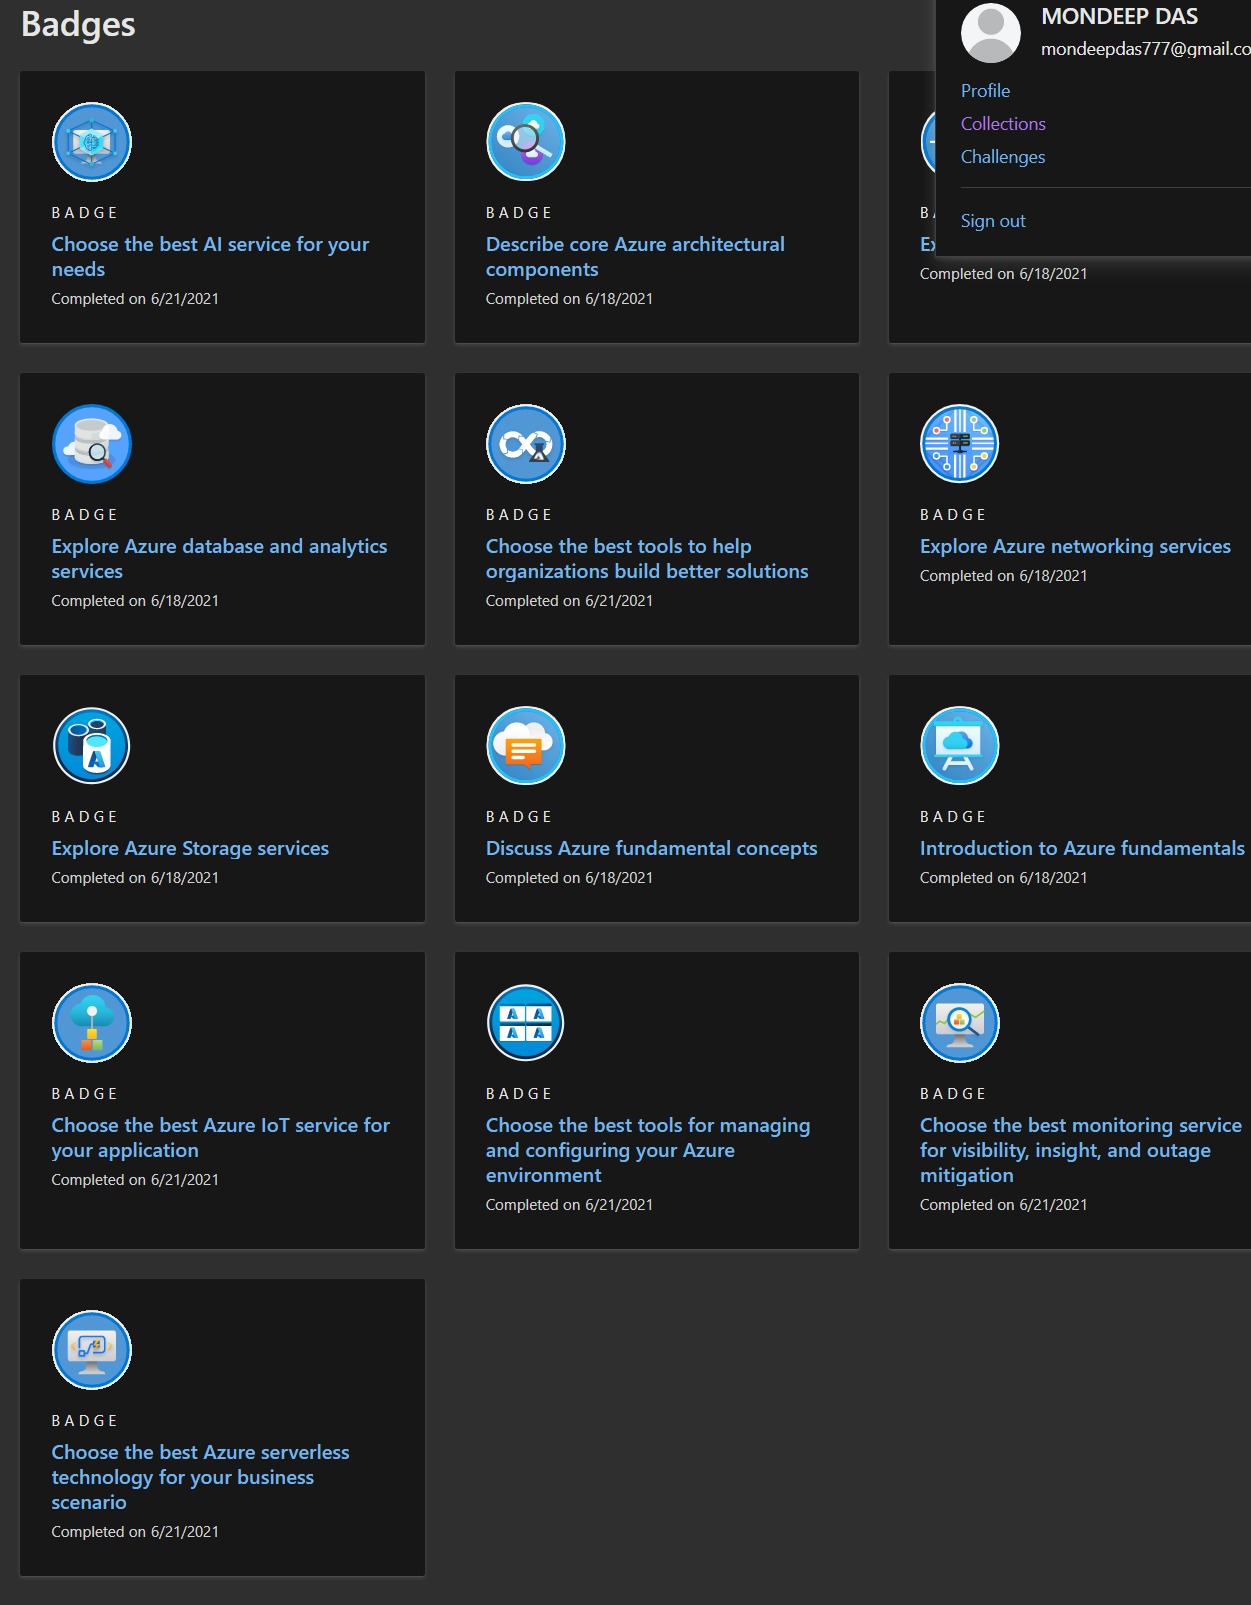 Badges
MONDEEP DAS
mondeepdas777@gmail.co
Profile
Collections
Challenges
Sign out
BADGE
Choose the best AI service for your
needs
Completed on 6/21/2021
BADGE
Describe core Azure architectural
components
Completed on 6/18/2021
Completed on 6/18/2021
BADGE
Explore Azure database and analytics
services
Completed on 6/18/2021
BADGE
Choose the best tools to help
organizations build better solutions
Completed on 6/21/2021
BADGE
Explore Azure networking services
Completed on 6/18/2021
BADGE
Explore Azure Storage services
Completed on 6/18/2021
BADGE
Discuss Azure fundamental concepts
Completed on 6/18/2021
BADGE
Introduction to Azure fundamentals
Completed on 6/18/2021
BADGE
Choose the best Azure IoT service for
your application
Completed on 6/21/2021
BADGE
Choose the best tools for managing
and configuring your Azure
environment
Completed on 6/21/2021
BADGE
Choose the best monitoring service
for visibility, insight, and outage
mitigation
Completed on 6/21/2021
BADGE
Choose the best Azure serverless
technology for your business
scenario
Completed on 6/21/2021